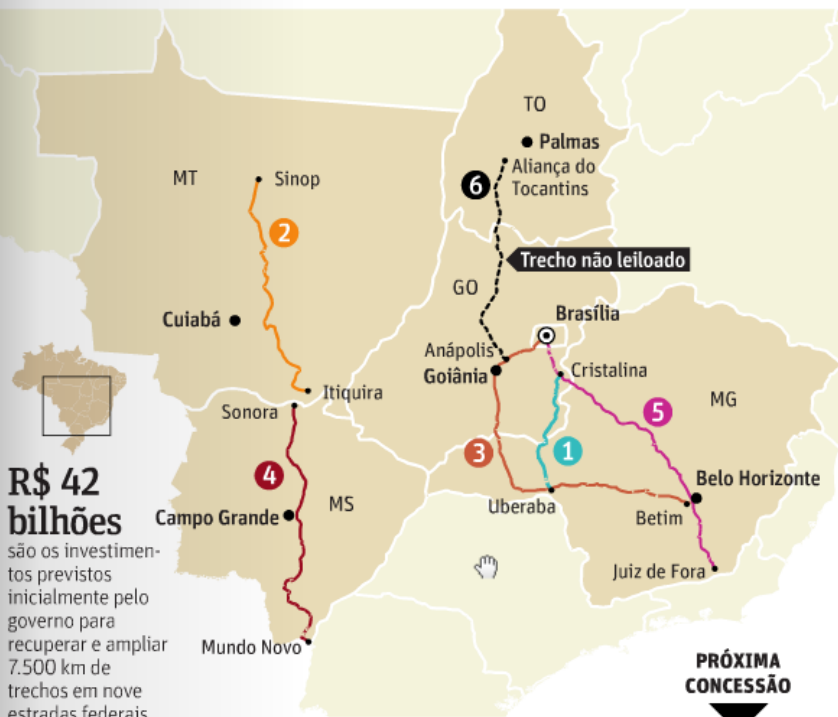 TO
Palmas
Aliança do
Tocantins
6
MT
Sinop
2
Trecho não leiloado
GO
Brasília
Cuiabá
Anápolis
Goiânia
Cristalina
Itiquira
Sonora
5
MG
3
1
4
MS
Belo Horizonte
Uberaba
Betim
Campo Grande
Juiz de Fora
Mundo Novo
R$ 42
bilhões
são os investimen-
tos previstos
inicialmente pelo
governo para
recuperar e ampliar
7.500 km de
trechos em nove
estradas federais
PRÓXIMA
CONCESSÃO